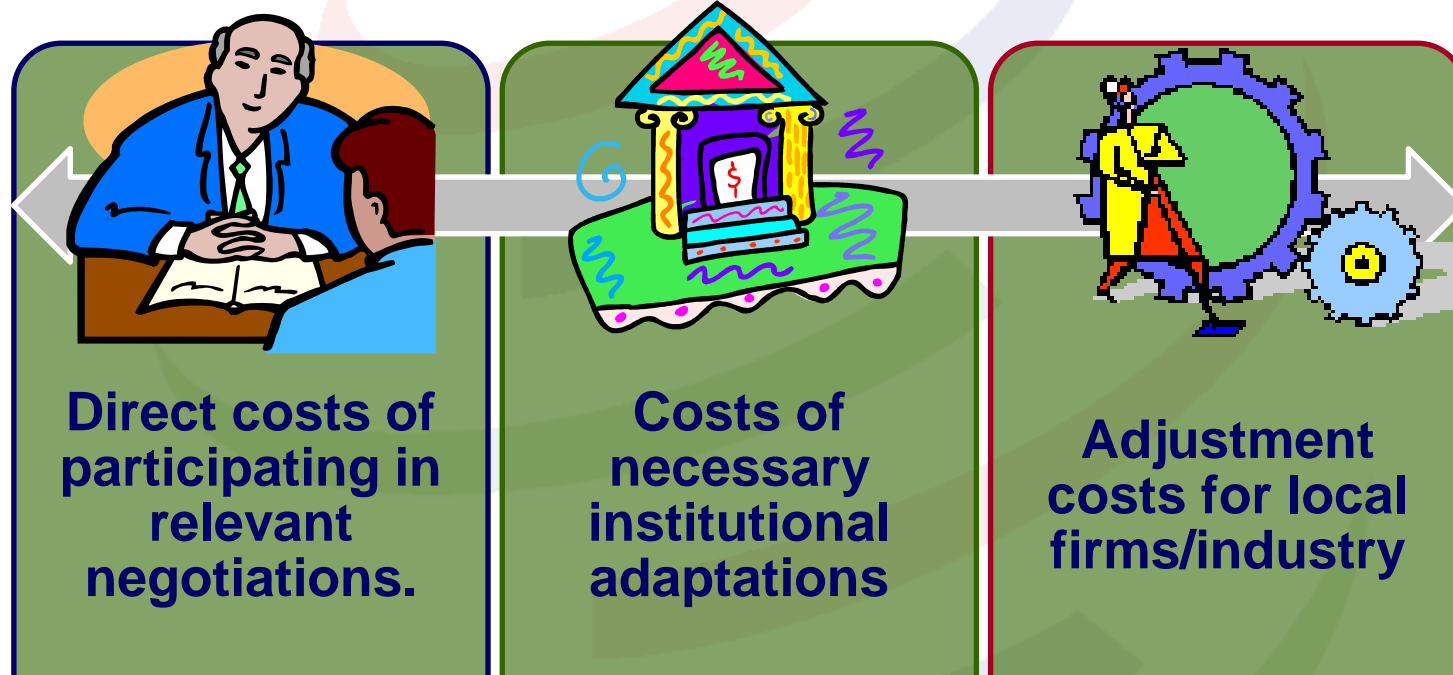 $
Direct costs of
participating in
relevant
negotiations.
Costs of
necessary
institutional
adaptations
Adjustment
costs for local
firms/industry